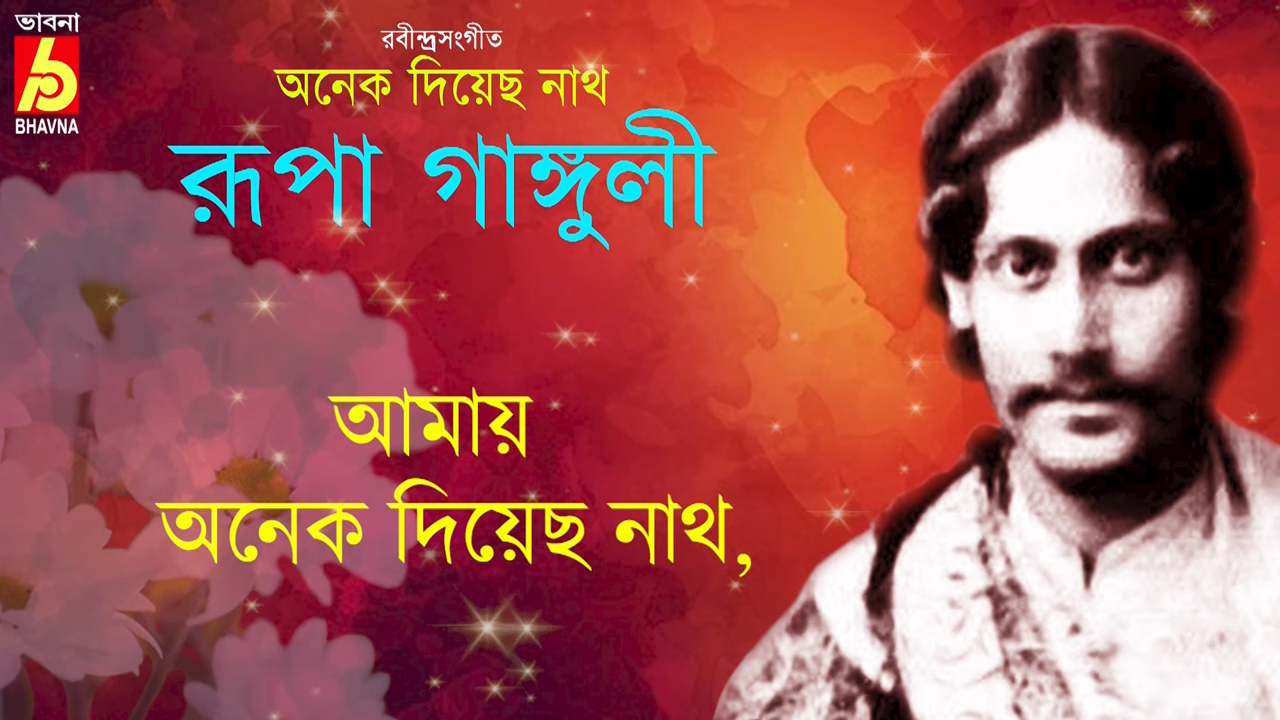 ভাবনা
BHAVNA
রবীন্দ্রসংগীত
অনেক দিয়েছ নাথ
রূপা গাঙ্গুলী
আমায়
অনেক দিয়েছ নাথ,